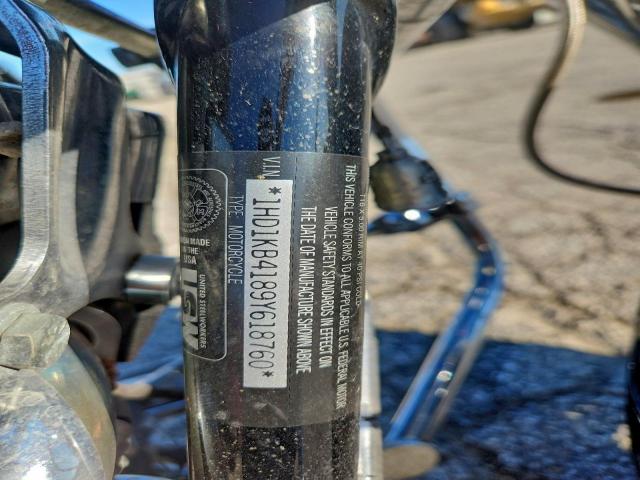 THIS VEHICLE CONFORMS TO ALL APPLICABLE U.S. FEDERAL MOTOR
VEHICLE SAFETY STANDARDS IN EFFECT ON
THE DATE OF MANUFACTURE SHOWN ABOVE
V.I.N.
*1HD1KB4189Y618760*
TYPE: MOTORCYCLE
MADE
IN THE
USA
USW
UNITED STEELWORKERS